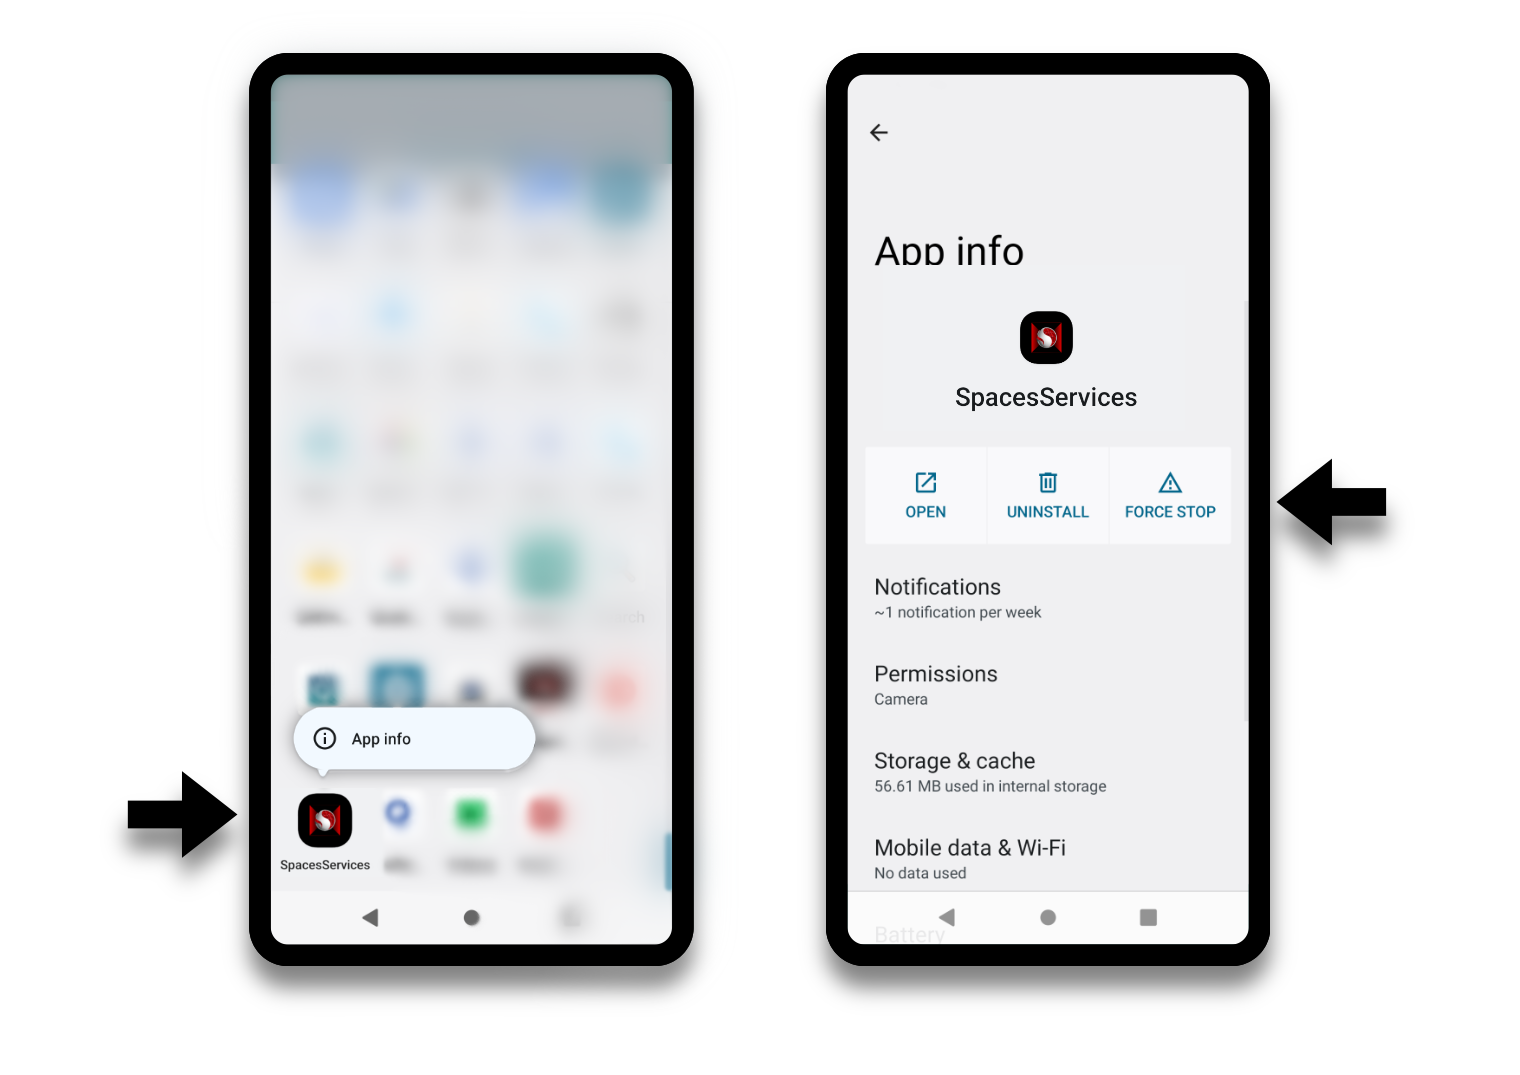 App info
SpacesServices
App info
SpacesServices
OPEN
UNINSTALL
FORCE STOP
Notifications
~1 notification per week
Permissions
Camera
Storage & cache
56.61 MB used in internal storage
Mobile data & Wi-Fi
No data used
Battery